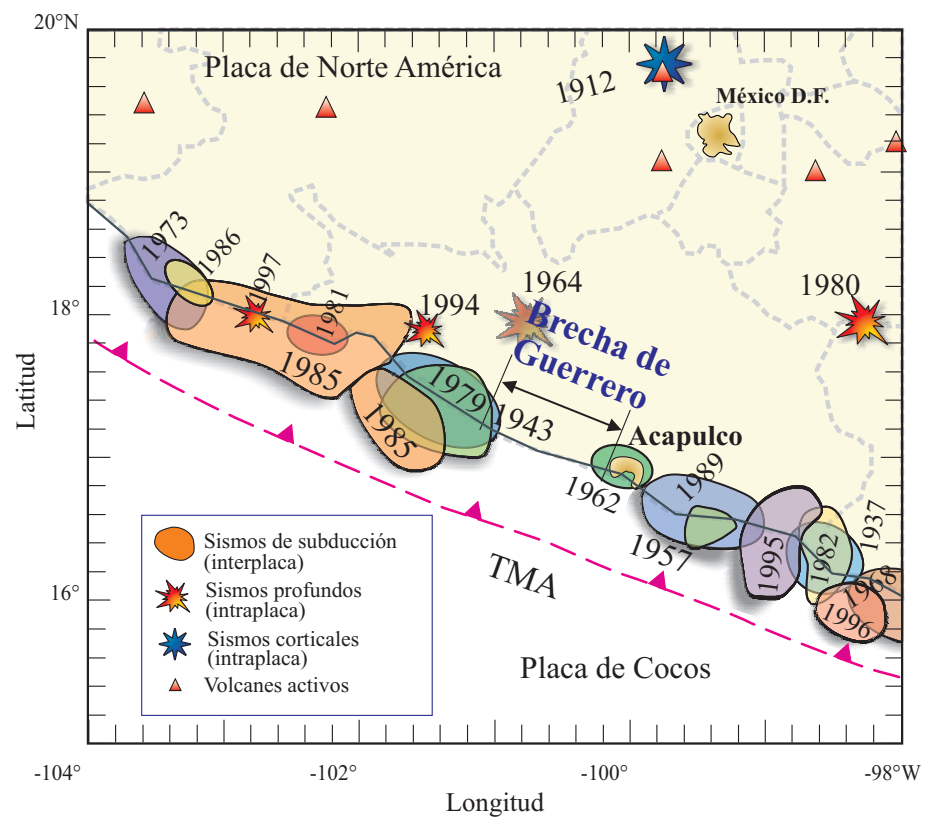 20°N
Placa de Norte América
1912
México D.F.
1973
1986
1997
1981
1994
1964
1980
18°
Brecha de
Guerrero
1985
1979
1943
1985
Acapulco
1962
1989
1957
1995
1982
1937
1968
1996
16°
TMA
Placa de Cocos
Sismos de subducción
(interplaca)
Sismos profundos
(intraplaca)
Sismos corticales
(intraplaca)
Volcanes activos
Latitud
-104°
-102°
-100°
-98°W
Longitud